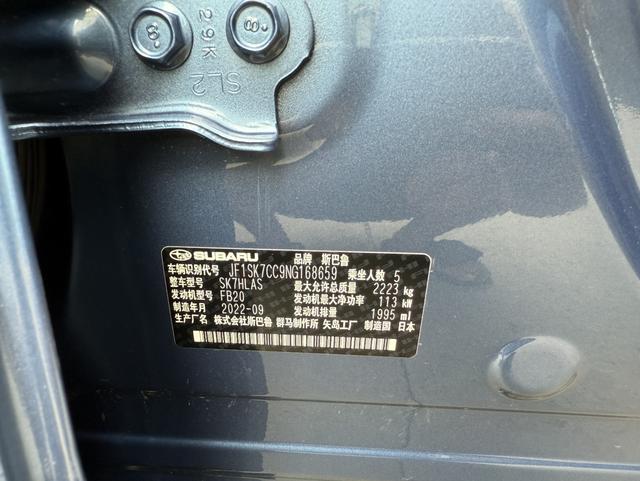 8
8
29K
SL2
SUBARU 品牌 斯巴鲁
车辆识别代号 JF1SK7CC9NG168659 乘坐人数 5
整车型号 SK7HLAS 最大允许总质量 2223 kg
发动机型号 FB20 发动机最大净功率 113 kW
制造年月 2022-09 发动机排量 1995 ml
生产厂名 株式会社斯巴鲁 群马制作所 矢岛工厂 制造国 日本